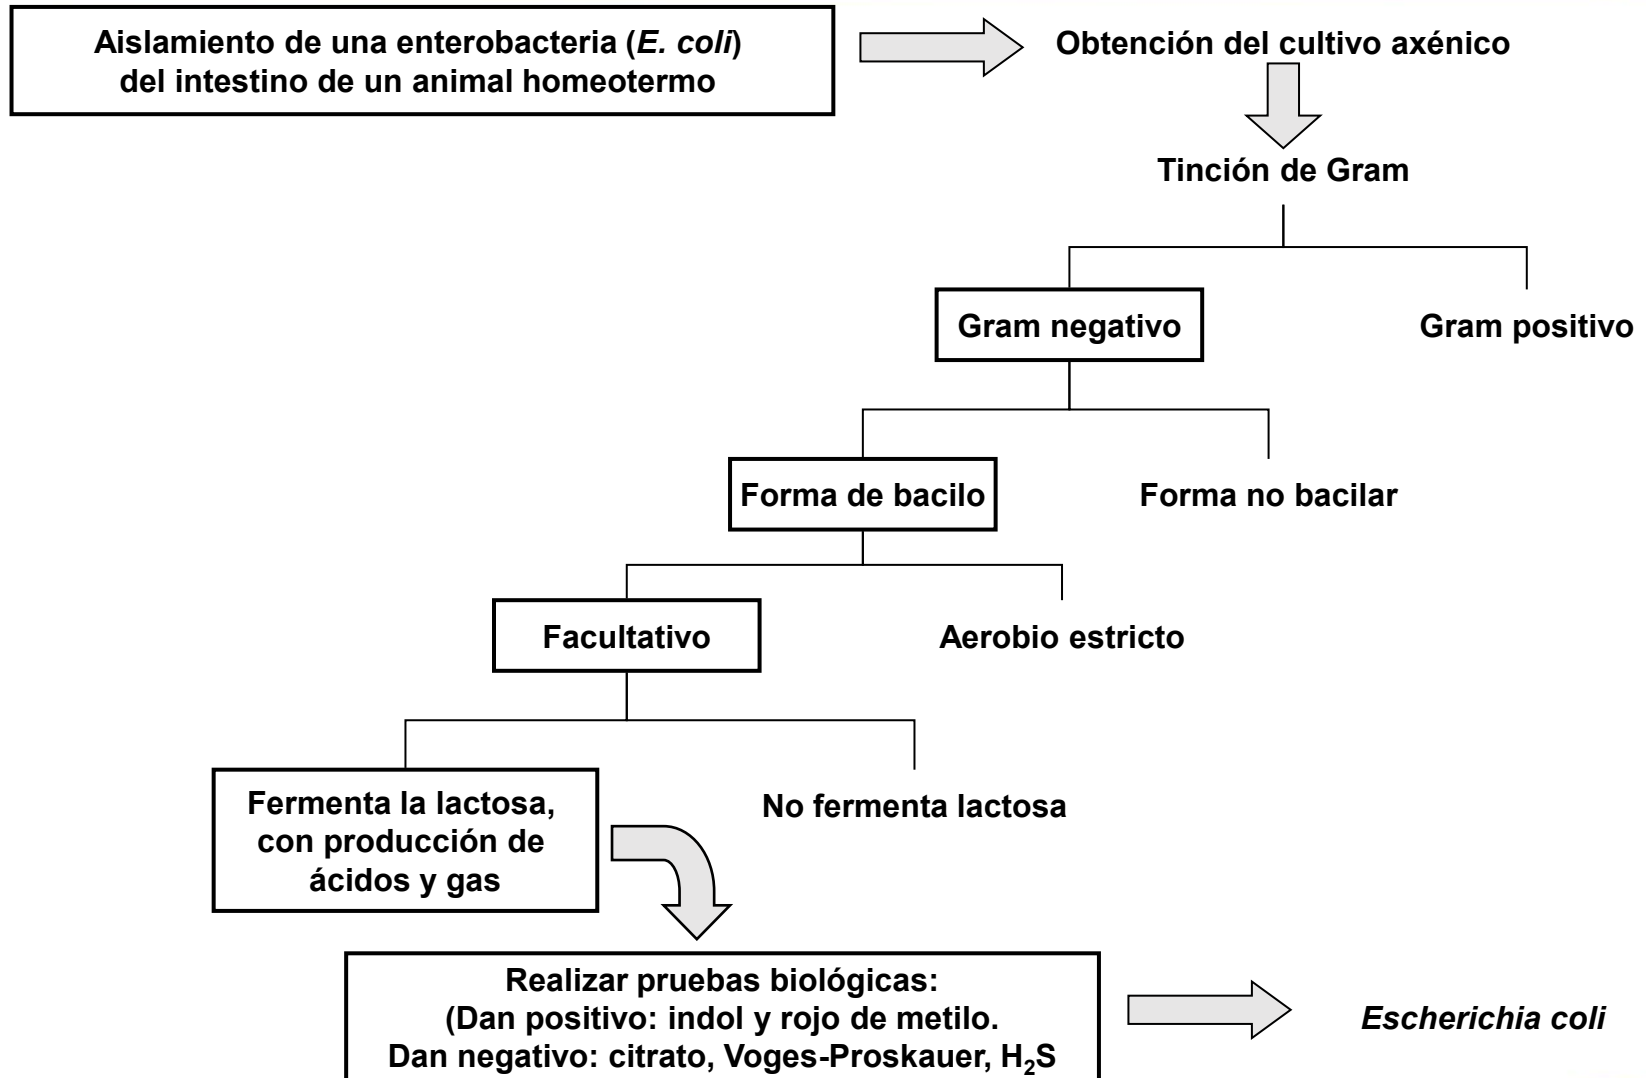 Aislamiento de una enterobacteria (E. coli)
del intestino de un animal homeotermo
Obtención del cultivo axénico
Tinción de Gram
Gram negativo
Gram positivo
Forma de bacilo
Forma no bacilar
Facultativo
Aerobio estricto
Fermenta la lactosa,
con producción de
ácidos y gas
No fermenta lactosa
Realizar pruebas biológicas:
(Dan positivo: indol y rojo de metilo.
Dan negativo: citrato, Voges-Proskauer, H₂S
Escherichia coli